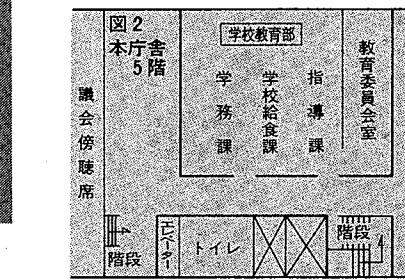 図2
本庁舎
5階
学校教育部
学務課
学校給食課
指導課
教育委員会室
議会傍聴席
階段
エレベーター
トイレ
階段